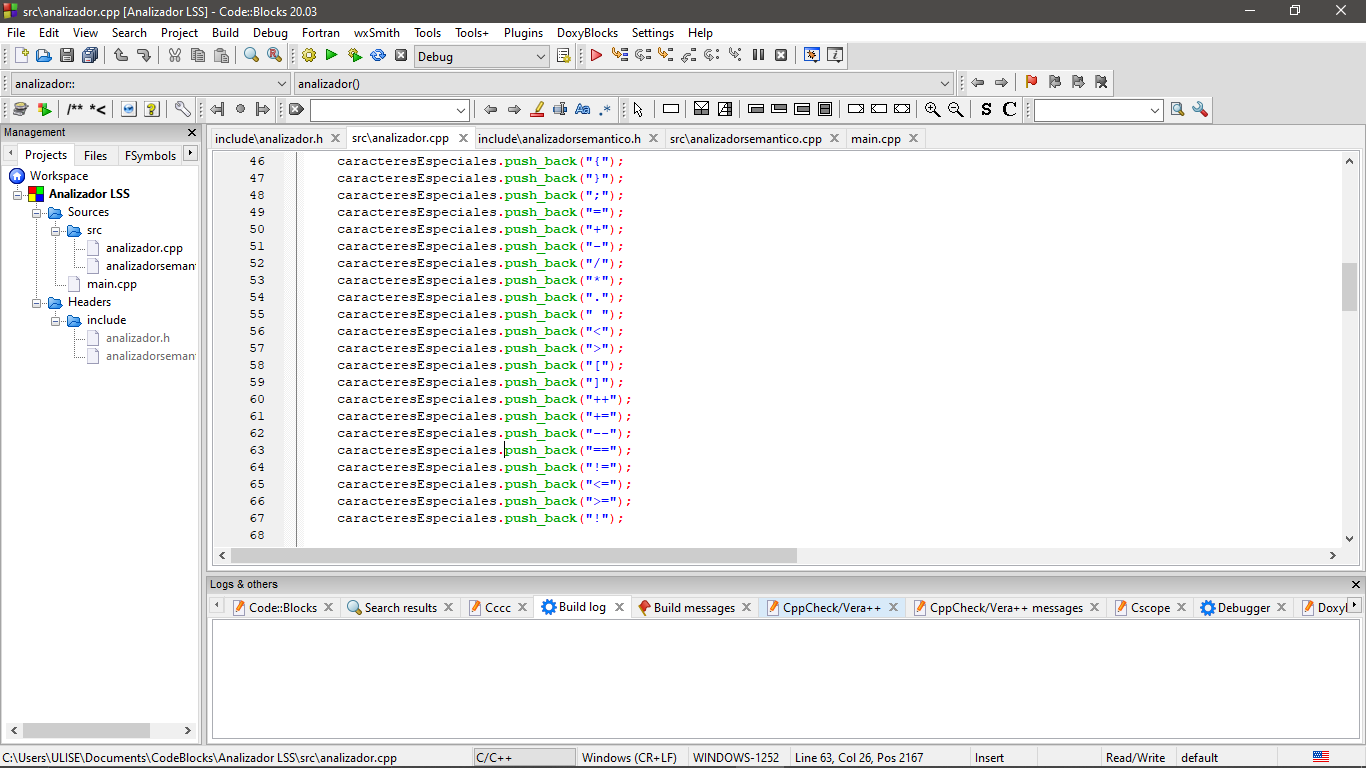 src\analizador.cpp [Analizador LSS] - Code::Blocks 20.03
File Edit View Search Project Build Debug Fortran wxSmith Tools Tools+ Plugins DoxyBlocks Settings Help
Debug
analizador:: analizador()
/** *< Aa .* S C
Management
Projects Files FSymbols
Workspace
Analizador LSS
Sources
src
analizador.cpp
analizadorseman
main.cpp
Headers
include
analizador.h
analizadorseman
include\analizador.h src\analizador.cpp include\analizadorsemantico.h src\analizadorsemantico.cpp main.cpp
46 caracteresEspeciales.push_back("{");
47 caracteresEspeciales.push_back("}");
48 caracteresEspeciales.push_back(";");
49 caracteresEspeciales.push_back("=");
50 caracteresEspeciales.push_back("+");
51 caracteresEspeciales.push_back("-");
52 caracteresEspeciales.push_back("/");
53 caracteresEspeciales.push_back("*");
54 caracteresEspeciales.push_back(".");
55 caracteresEspeciales.push_back(" ");
56 caracteresEspeciales.push_back("<");
57 caracteresEspeciales.push_back(">");
58 caracteresEspeciales.push_back("[");
59 caracteresEspeciales.push_back("]");
60 caracteresEspeciales.push_back("++");
61 caracteresEspeciales.push_back("+=");
62 caracteresEspeciales.push_back("--");
63 caracteresEspeciales.push_back("==");
64 caracteresEspeciales.push_back("!=");
65 caracteresEspeciales.push_back("<=");
66 caracteresEspeciales.push_back(">=");
67 caracteresEspeciales.push_back("!");
68
Logs & others
Code::Blocks Search results Cccc Build log Build messages CppCheck/Vera++ CppCheck/Vera++ messages Cscope Debugger Doxyl
C:\Users\ULISE\Documents\CodeBlocks\Analizador LSS\src\analizador.cpp C/C++ Windows (CR+LF) WINDOWS-1252 Line 63, Col 26, Pos 2167 Insert Read/Write default